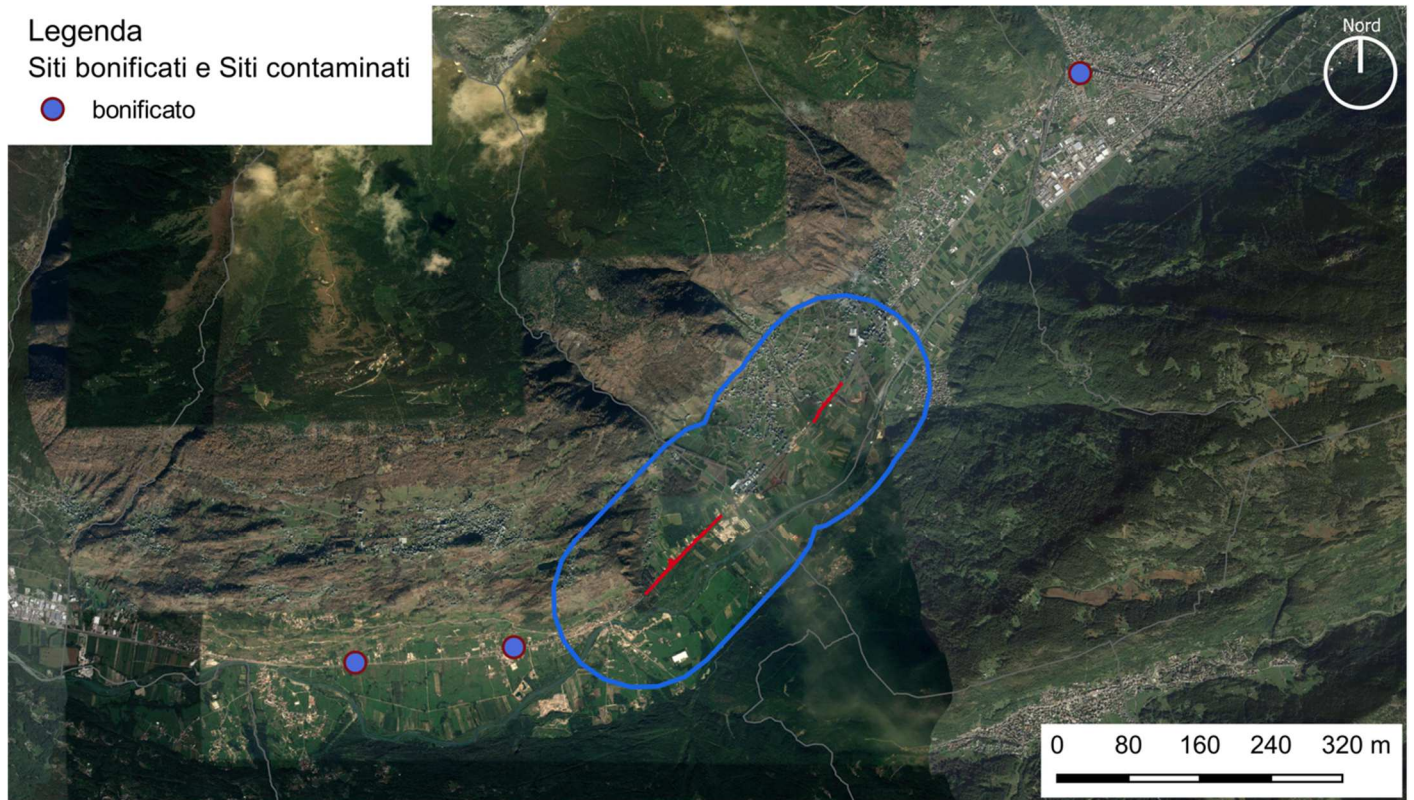 Legenda
Siti bonificati e Siti contaminati
bonificato
Nord
0 80 160 240 320 m